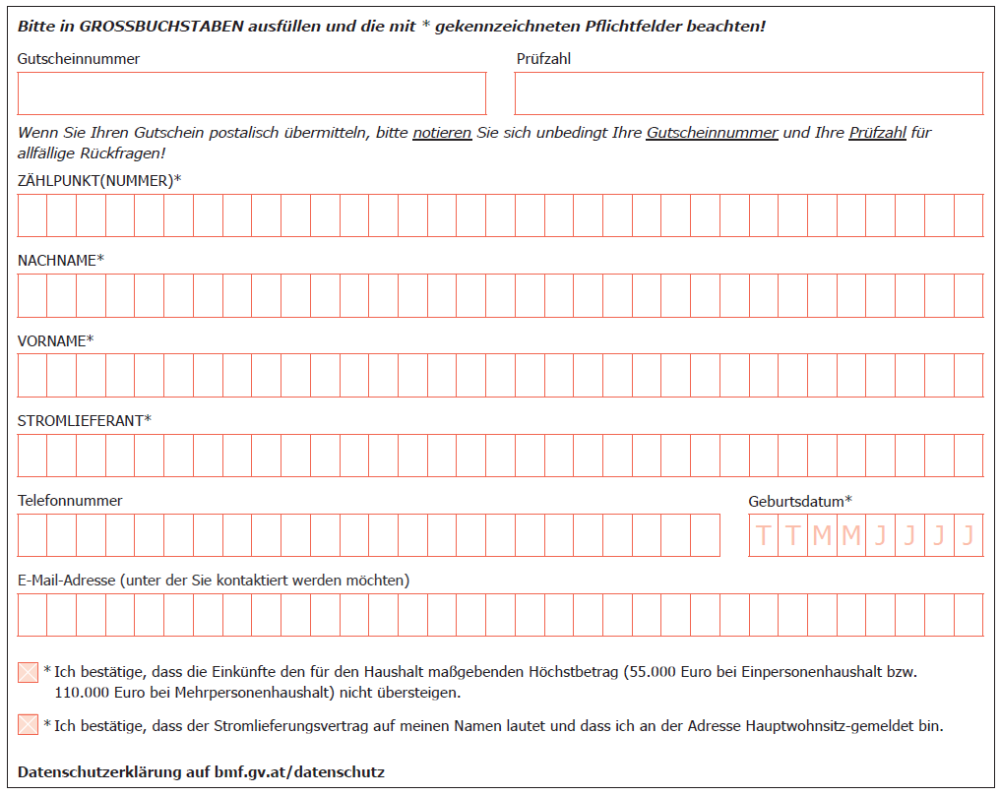 Bitte in GROSSBUCHSTABEN ausfüllen und die mit * gekennzeichneten Pflichtfelder beachten!
Gutscheinnummer Prüfzahl
Wenn Sie Ihren Gutschein postalisch übermitteln, bitte notieren Sie sich unbedingt Ihre Gutscheinnummer und Ihre Prüfzahl für
allfällige Rückfragen!
ZÄHLPUNKT(NUMMER)*
NACHNAME*
VORNAME*
STROMLIEFERANT*
Telefonnummer Geburtsdatum*
T T M M J J J J
E-Mail-Adresse (unter der Sie kontaktiert werden möchten)
* Ich bestätige, dass die Einkünfte den für den Haushalt maßgebenden Höchstbetrag (55.000 Euro bei Einpersonenhaushalt bzw.
110.000 Euro bei Mehrpersonenhaushalt) nicht übersteigen.
* Ich bestätige, dass der Stromlieferungsvertrag auf meinen Namen lautet und dass ich an der Adresse Hauptwohnsitz-gemeldet bin.
Datenschutzerklärung auf bmf.gv.at/datenschutz